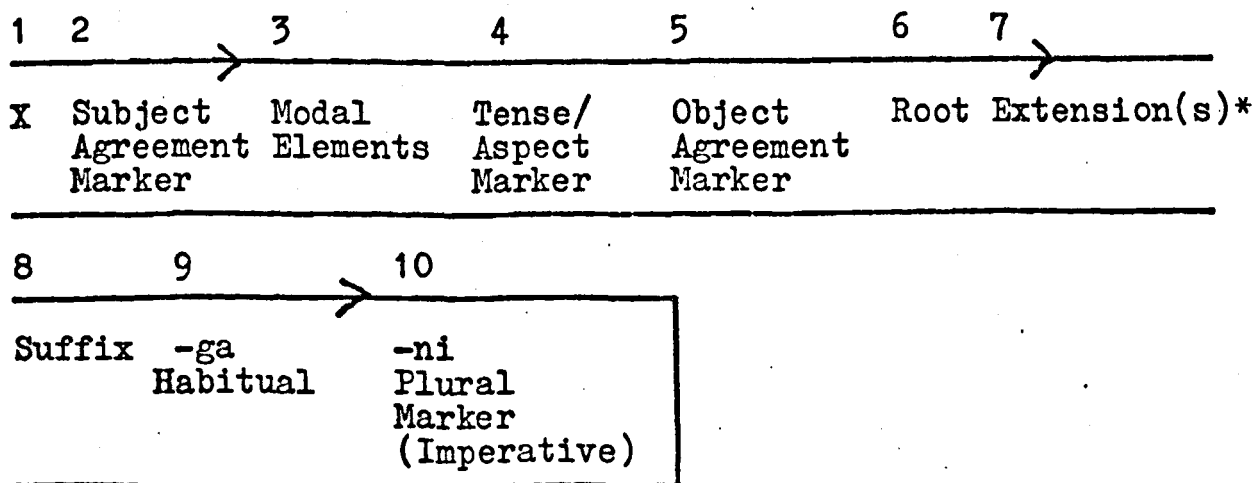 1 2 3 4 5 6 7
X Subject Modal Tense/ Object Root Extension(s)*
Agreement Elements Aspect Agreement
Marker Marker Marker
8 9 10
Suffix -ga -ni
Habitual Plural
Marker
(Imperative)